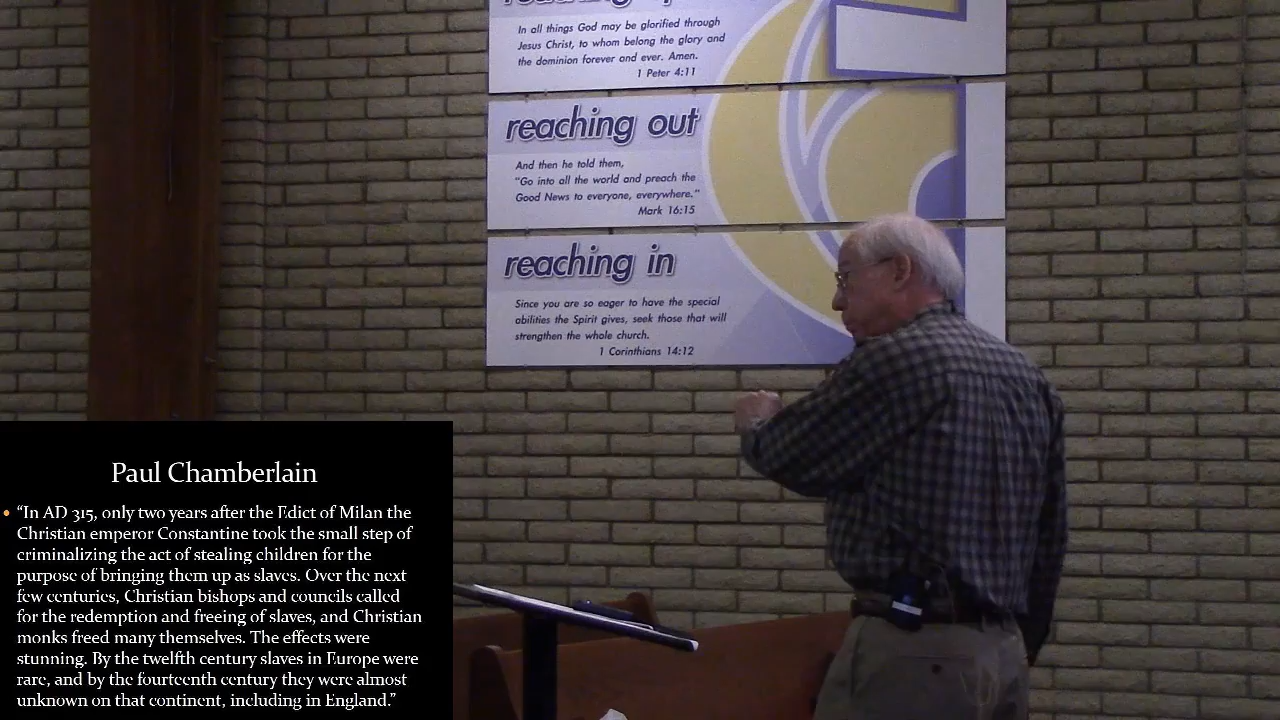 In all things God may be glorified through
Jesus Christ, to whom belong the glory and
the dominion forever and ever. Amen.
1 Peter 4:11
reaching out
And then he told them,
"Go into all the world and preach the
Good News to everyone, everywhere."
Mark 16:15
reaching in
Since you are so eager to have the special
abilities the Spirit gives, seek those that will
strengthen the whole church.
1 Corinthians 14:12
Paul Chamberlain
• “In AD 315, only two years after the Edict of Milan the
Christian emperor Constantine took the small step of
criminalizing the act of stealing children for the
purpose of bringing them up as slaves. Over the next
few centuries, Christian bishops and councils called
for the redemption and freeing of slaves, and Christian
monks freed many themselves. The effects were
stunning. By the twelfth century slaves in Europe were
rare, and by the fourteenth century they were almost
unknown on that continent, including in England.”